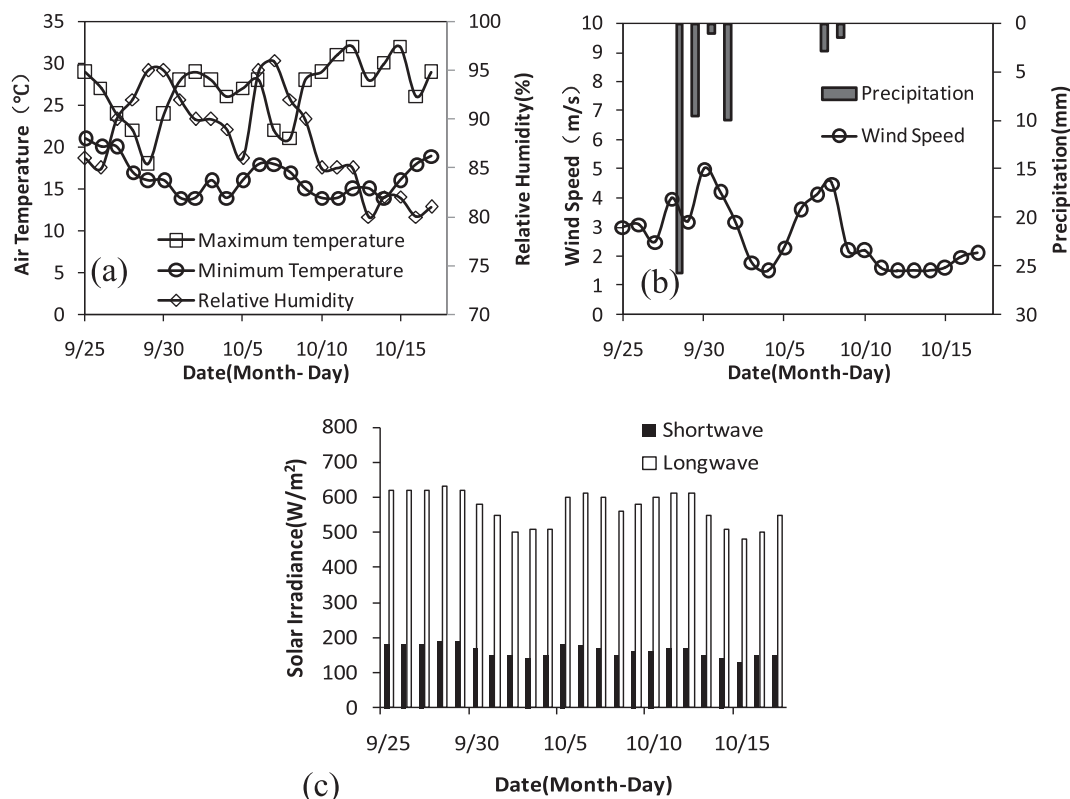 35
30
25
20
15
10
5
0
Air Temperature（℃）
100
95
90
85
80
75
70
Relative Humidity(%)
Maximum temperature
Minimum Temperature
Relative Humidity
(a)
9/25 9/30 10/5 10/10 10/15
Date(Month- Day)
10
9
8
7
6
5
4
3
2
1
0
Wind Speed（m/s）
0
5
10
15
20
25
30
Precipitation(mm)
Precipitation
Wind Speed
(b)
9/25 9/30 10/5 10/10 10/15
Date(Month-Day)
800
700
600
500
400
300
200
100
0
Solar Irradiance(W/m²)
Shortwave
Longwave
9/25 9/30 10/5 10/10 10/15
Date(Month-Day)
(c)